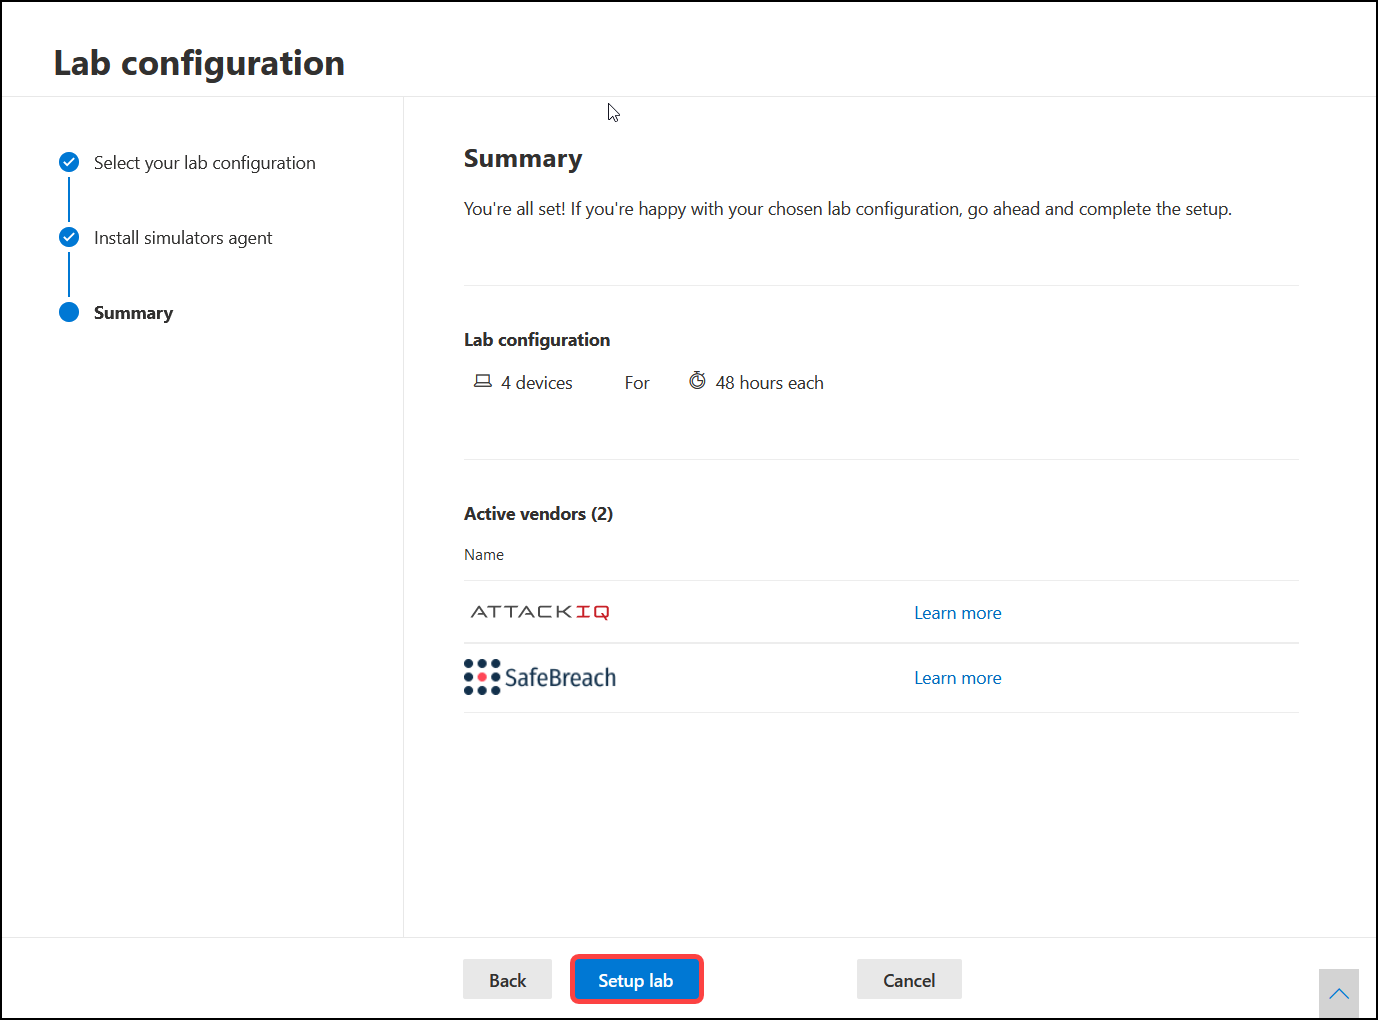 Lab configuration
Select your lab configuration
Install simulators agent
Summary
Summary
You're all set! If you're happy with your chosen lab configuration, go ahead and complete the setup.
Lab configuration
4 devices For 48 hours each
Active vendors (2)
Name
ATTACKIQ Learn more
SafeBreach Learn more
Back Setup lab Cancel